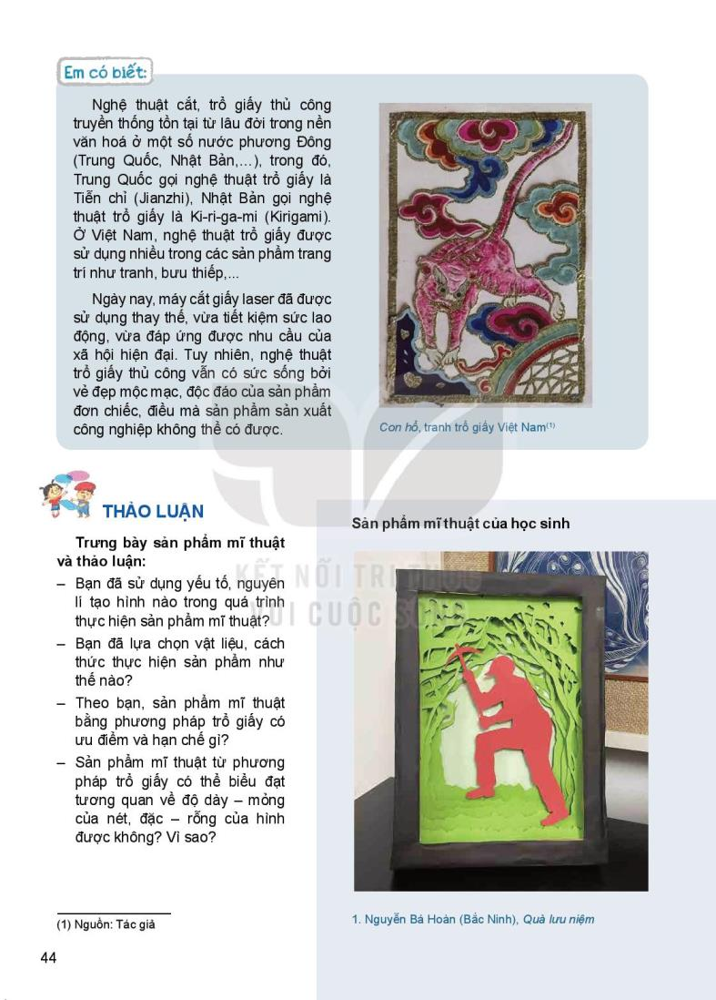 Em có biết:
Nghệ thuật cắt, trổ giấy thủ công
truyền thống tồn tại từ lâu đời trong nền
văn hoá ở một số nước phương Đông
(Trung Quốc, Nhật Bản,…), trong đó,
Trung Quốc gọi nghệ thuật trổ giấy là
Tiễn chỉ (Jianzhi), Nhật Bản gọi nghệ
thuật trổ giấy là Ki-ri-ga-mi (Kirigami).
Ở Việt Nam, nghệ thuật trổ giấy được
sử dụng nhiều trong các sản phẩm trang
trí như tranh, bưu thiếp,...
Ngày nay, máy cắt giấy laser đã được
sử dụng thay thế, vừa tiết kiệm sức lao
động, vừa đáp ứng được nhu cầu của
xã hội hiện đại. Tuy nhiên, nghệ thuật
trổ giấy thủ công vẫn có sức sống bởi
vẻ đẹp mộc mạc, độc đáo của sản phẩm
đơn chiếc, điều mà sản phẩm sản xuất
công nghiệp không thể có được.
Con hổ, tranh trổ giấy Việt Nam(1)
THẢO LUẬN
Trưng bày sản phẩm mĩ thuật
và thảo luận:
– Bạn đã sử dụng yếu tố, nguyên
lí tạo hình nào trong quá trình
thực hiện sản phẩm mĩ thuật?
– Bạn đã lựa chọn vật liệu, cách
thức thực hiện sản phẩm như
thế nào?
– Theo bạn, sản phẩm mĩ thuật
bằng phương pháp trổ giấy có
ưu điểm và hạn chế gì?
– Sản phẩm mĩ thuật từ phương
pháp trổ giấy có thể biểu đạt
tương quan về độ dày – mỏng
của nét, đặc – rỗng của hình
được không? Vì sao?
Sản phẩm mĩ thuật của học sinh
KẾT NỐI TRI THỨC
VỚI CUỘC SỐNG
1. Nguyễn Bá Hoàn (Bắc Ninh), Quà lưu niệm
(1) Nguồn: Tác giả
44